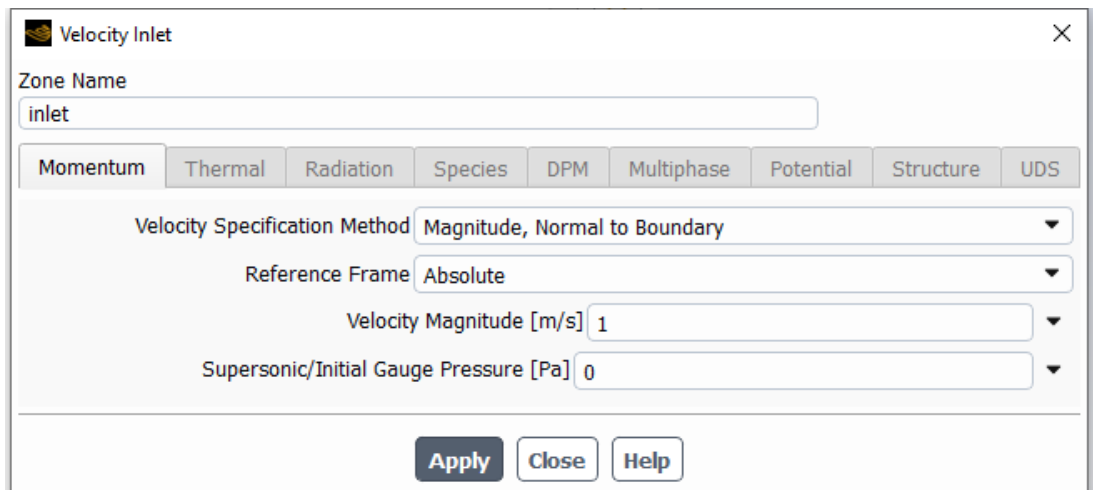 Velocity Inlet
Zone Name
inlet
Momentum Thermal Radiation Species DPM Multiphase Potential Structure UDS
Velocity Specification Method Magnitude, Normal to Boundary
Reference Frame Absolute
Velocity Magnitude [m/s] 1
Supersonic/Initial Gauge Pressure [Pa] 0
Apply Close Help